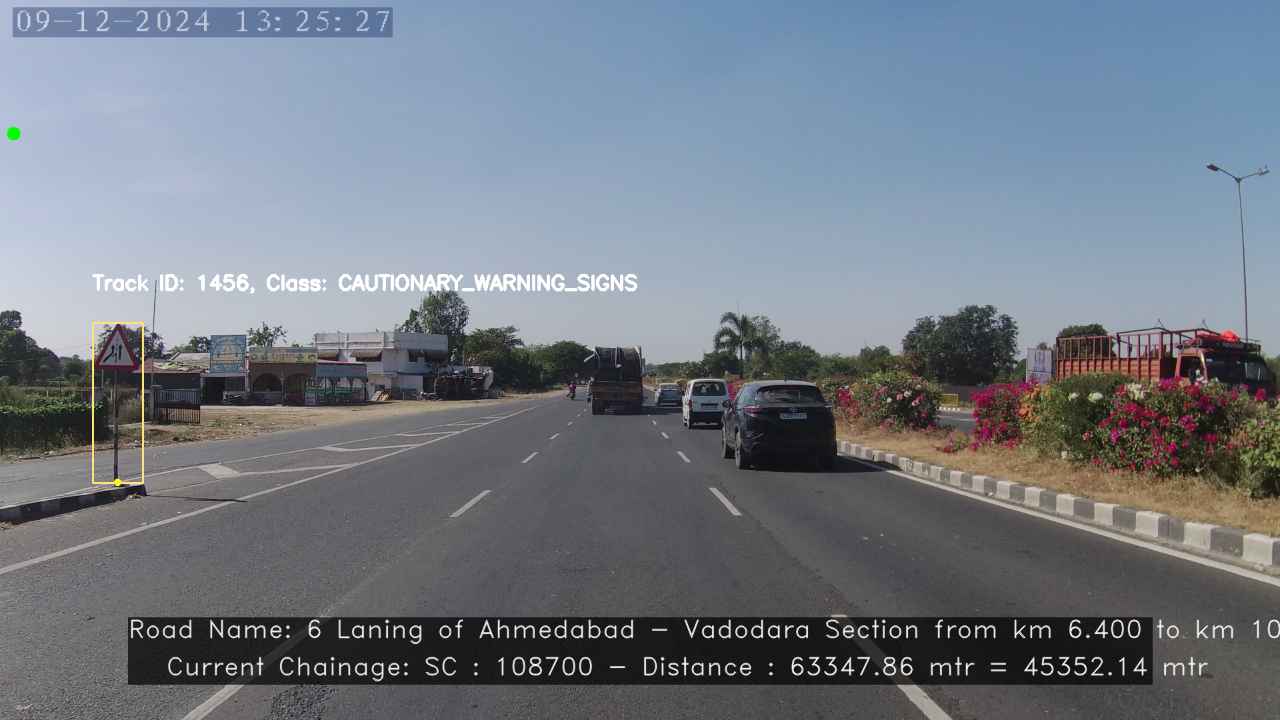 09-12-2024 13:25:27
Track ID: 1456, Class: CAUTIONARY_WARNING_SIGNS
Road Name: 6 Laning of Ahmedabad - Vadodara Section from km 6.400 to km 10
Current Chainage: SC : 108700 - Distance : 63347.86 mtr = 45352.14 mtr